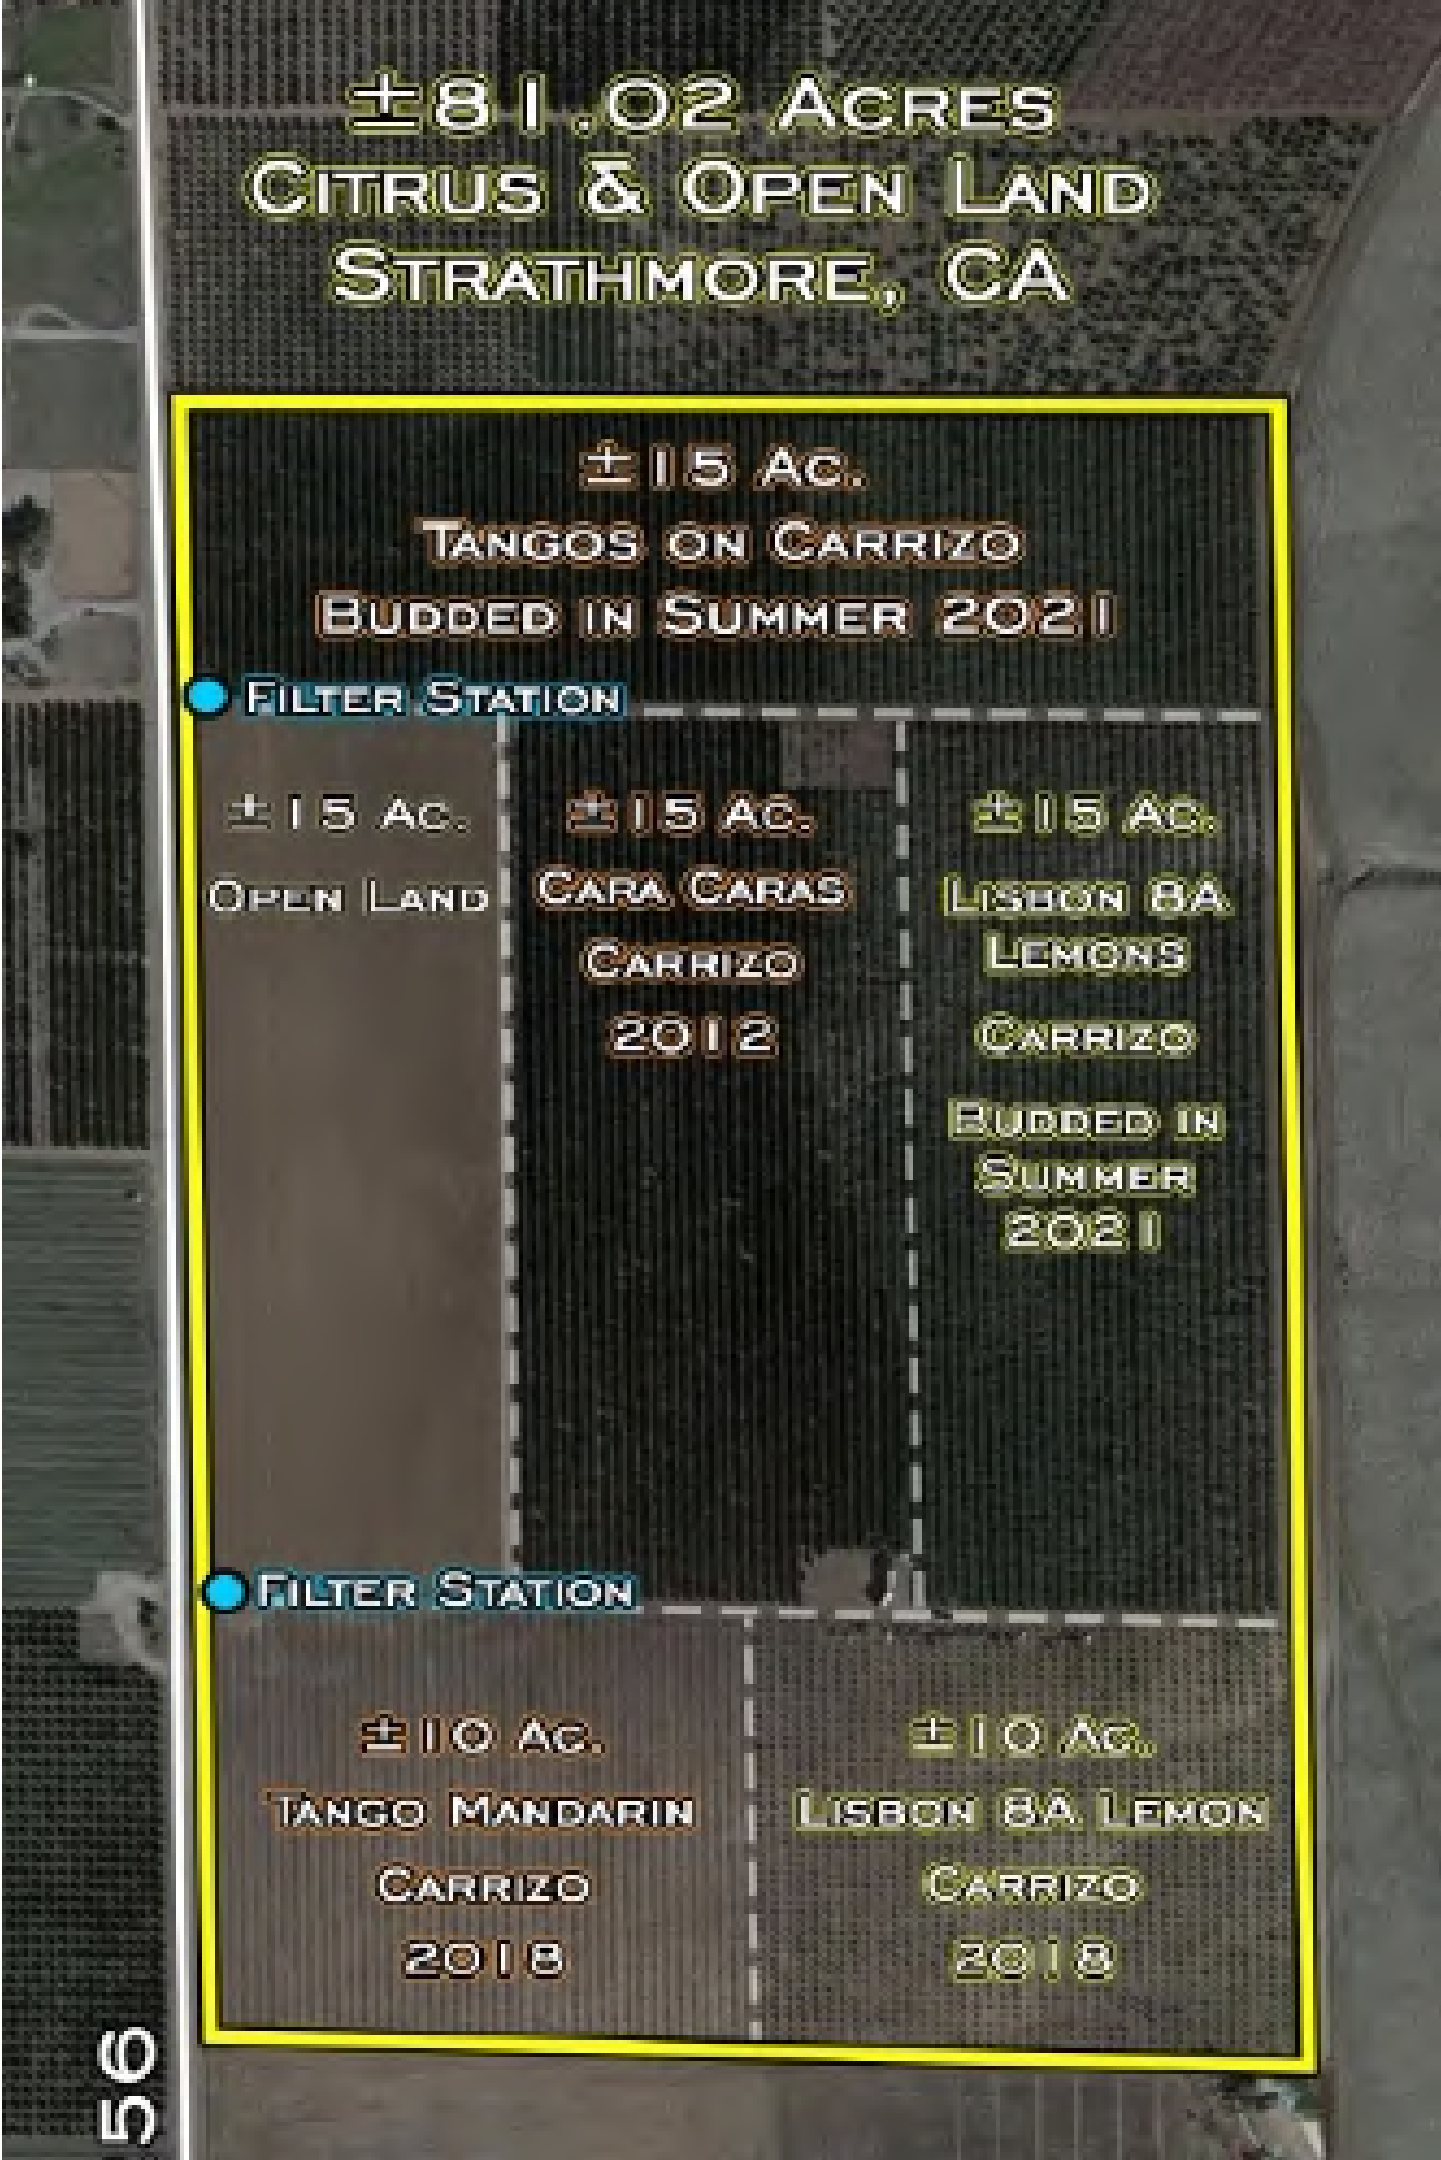 ±81.02 ACRES
CITRUS & OPEN LAND
STRATHMORE, CA
±15 AC.
TANGOS ON CARRIZO
BUDDED IN SUMMER 2021
FILTER STATION
±15 AC.
OPEN LAND
±15 AC.
CARA CARAS
CARRIZO
2012
±15 AC.
LISBON 8A
LEMONS
CARRIZO
BUDDED IN
SUMMER
2021
FILTER STATION
±10 AC.
TANGO MANDARIN
CARRIZO
2018
±10 AC.
LISBON 8A LEMON
CARRIZO
2018
56